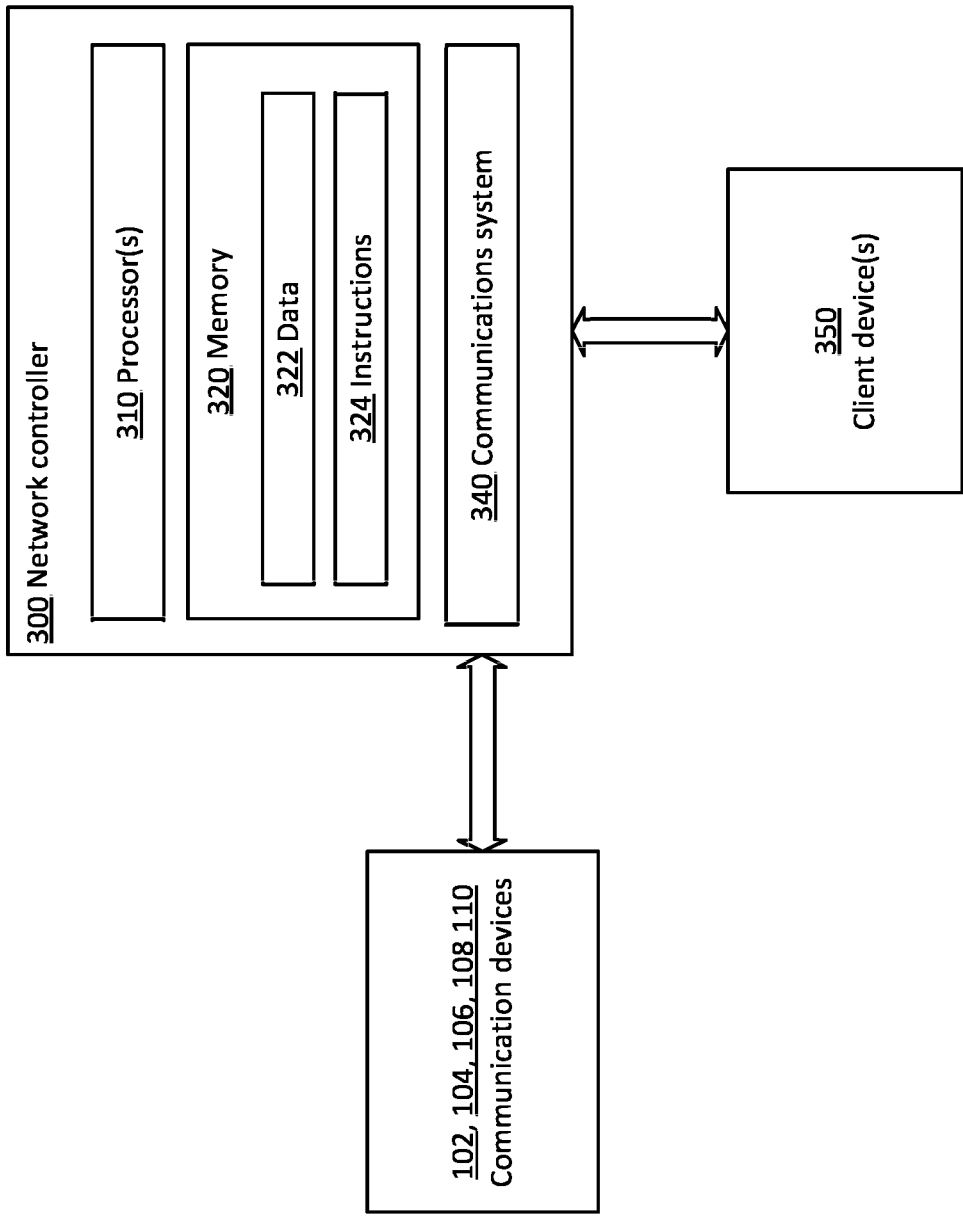 300 Network controller
310 Processor(s)
320 Memory
322 Data
324 Instructions
340 Communications system
102, 104, 106, 108 110
Communication devices
350
Client device(s)